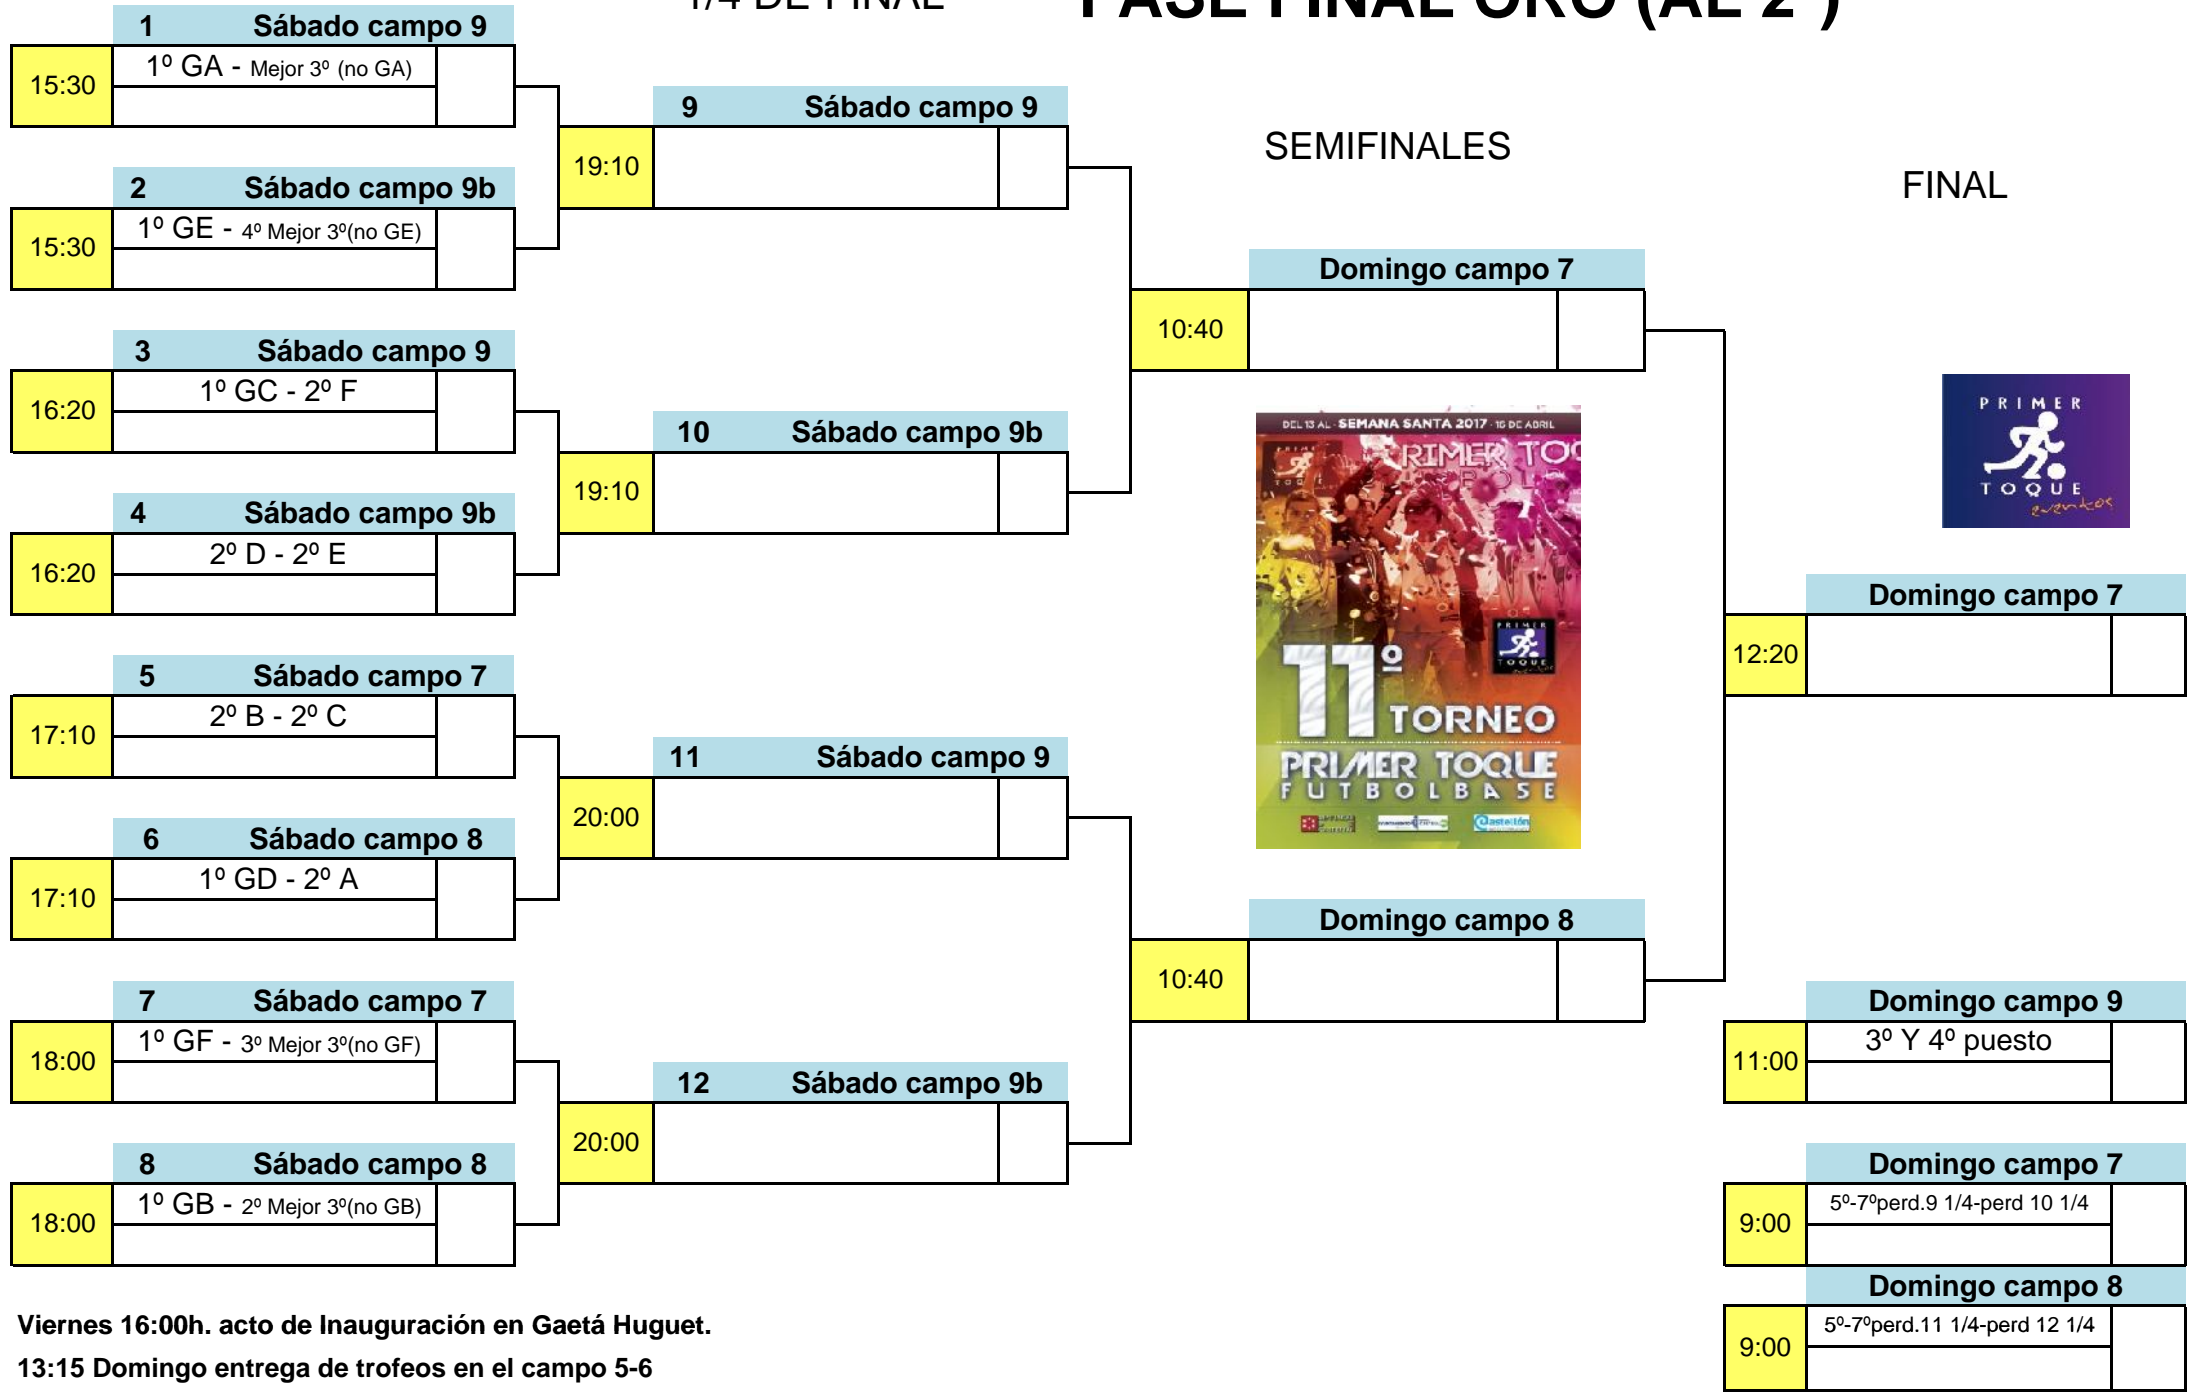 1/4 DE FINAL
FASE FINAL ORO (AL 2º)
1 Sábado campo 9
15:30
1º GA - Mejor 3º (no GA)
2 Sábado campo 9b
15:30
1º GE - 4º Mejor 3º(no GE)
3 Sábado campo 9
16:20
1º GC - 2º F
4 Sábado campo 9b
16:20
2º D - 2º E
5 Sábado campo 7
17:10
2º B - 2º C
6 Sábado campo 8
17:10
1º GD - 2º A
7 Sábado campo 7
18:00
1º GF - 3º Mejor 3º(no GF)
8 Sábado campo 8
18:00
1º GB - 2º Mejor 3º(no GB)
9 Sábado campo 9
19:10
10 Sábado campo 9b
19:10
11 Sábado campo 9
20:00
12 Sábado campo 9b
20:00
SEMIFINALES
Domingo campo 7
10:40
DEL 13 AL · SEMANA SANTA 2017 · 16 DE ABRIL
PRIMER
TOQUE
11º
TORNEO
PRIMER TOQUE
FUTBOLBASE
Castellón
Domingo campo 8
10:40
FINAL
PRIMER
TOQUE
eventos
Domingo campo 7
12:20
Domingo campo 9
11:00
3º Y 4º puesto
Domingo campo 7
9:00
5º-7ºperd.9 1/4-perd 10 1/4
Domingo campo 8
9:00
5º-7ºperd.11 1/4-perd 12 1/4
Viernes 16:00h. acto de Inauguración en Gaetá Huguet.
13:15 Domingo entrega de trofeos en el campo 5-6